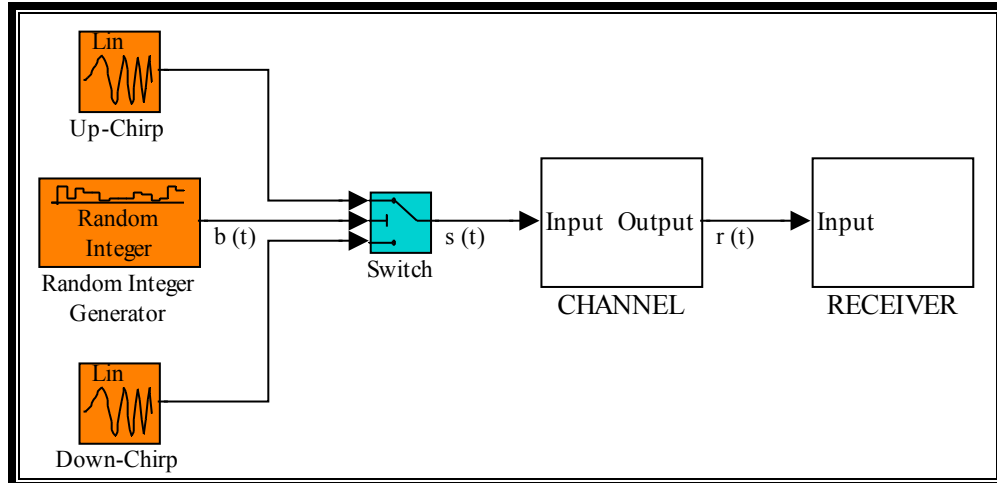 Lin
Up-Chirp
Random
Integer
Random Integer
Generator
b (t)
Switch
s (t)
Input Output
CHANNEL
r (t)
Input
RECEIVER
Lin
Down-Chirp